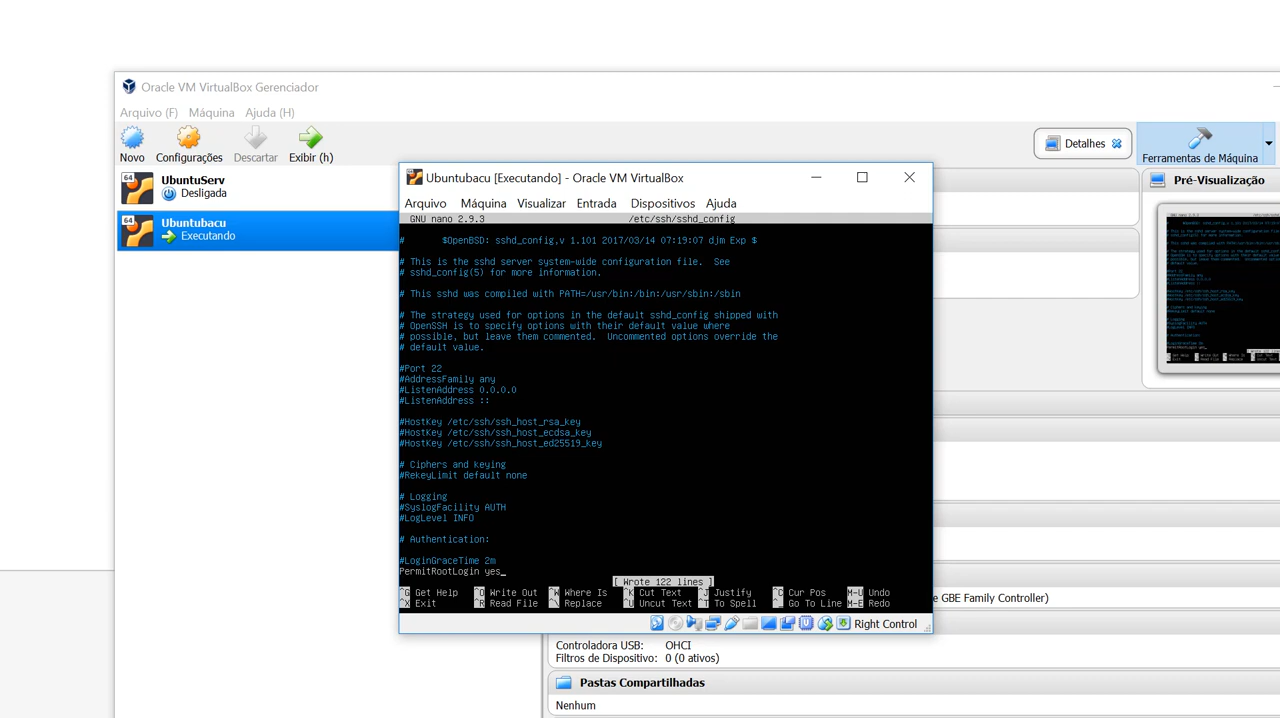 Oracle VM VirtualBox Gerenciador
Arquivo (F) Máquina Ajuda (H)
Novo Configurações Descartar Exibir (h)
Detalhes
Ferramentas de Máquina
64
UbuntuServ
Desligada
64
Ubuntubacu
Executando
Pré-Visualização
Ubuntubacu [Executando] - Oracle VM VirtualBox
Arquivo Máquina Visualizar Entrada Dispositivos Ajuda
GNU nano 2.9.3 /etc/ssh/sshd_config
# $OpenBSD: sshd_config,v 1.101 2017/03/14 07:19:07 djm Exp $
# This is the sshd server system-wide configuration file. See
# sshd_config(5) for more information.
# This sshd was compiled with PATH=/usr/bin:/bin:/usr/sbin:/sbin
# The strategy used for options in the default sshd_config shipped with
# OpenSSH is to specify options with their default value where
# possible, but leave them commented. Uncommented options override the
# default value.
#Port 22
#AddressFamily any
#ListenAddress 0.0.0.0
#ListenAddress ::
#HostKey /etc/ssh/ssh_host_rsa_key
#HostKey /etc/ssh/ssh_host_ecdsa_key
#HostKey /etc/ssh/ssh_host_ed25519_key
# Ciphers and keying
#RekeyLimit default none
# Logging
#SyslogFacility AUTH
#LogLevel INFO
# Authentication:
#LoginGraceTime 2m
PermitRootLogin yes_
[ Wrote 122 lines ]
^G Get Help ^O Write Out ^W Where Is ^K Cut Text ^J Justify ^C Cur Pos M-U Undo
^X Exit ^R Read File ^\ Replace ^U Uncut Text ^T To Spell ^_ Go To Line M-E Redo
Right Control
e GBE Family Controller)
Controladora USB: OHCI
Filtros de Dispositivo: 0 (0 ativos)
Pastas Compartilhadas
Nenhum